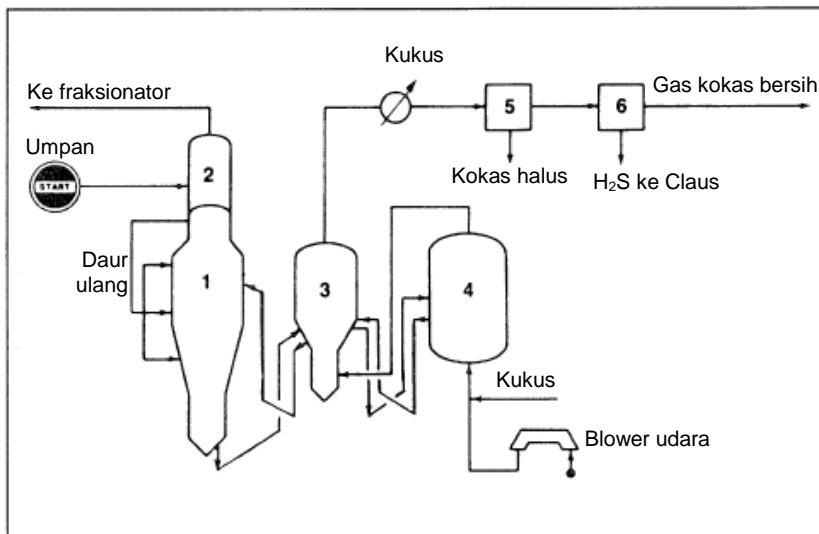 Kukus
Ke fraksionator
Gas kokas bersih
Umpan
START
2
5
6
Kokas halus
H₂S ke Claus
Daur
ulang
1
3
4
Kukus
Blower udara